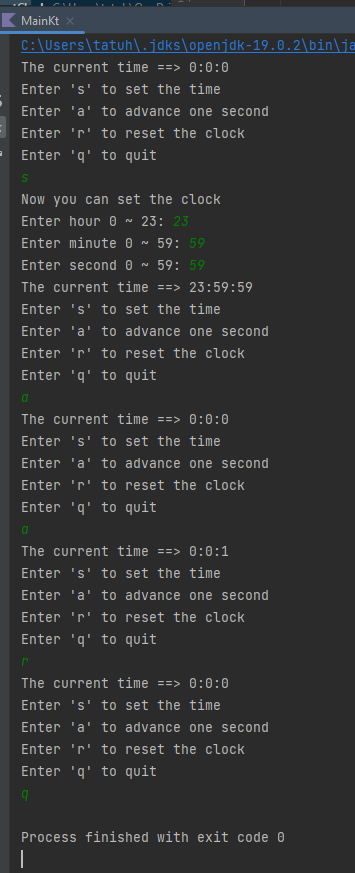 MainKt
C:\Users\tatuh\.jdks\openjdk-19.0.2\bin\ja
The current time ==> 0:0:0
Enter 's' to set the time
Enter 'a' to advance one second
Enter 'r' to reset the clock
Enter 'q' to quit
s
Now you can set the clock
Enter hour 0 ~ 23: 23
Enter minute 0 ~ 59: 59
Enter second 0 ~ 59: 59
The current time ==> 23:59:59
Enter 's' to set the time
Enter 'a' to advance one second
Enter 'r' to reset the clock
Enter 'q' to quit
a
The current time ==> 0:0:0
Enter 's' to set the time
Enter 'a' to advance one second
Enter 'r' to reset the clock
Enter 'q' to quit
a
The current time ==> 0:0:1
Enter 's' to set the time
Enter 'a' to advance one second
Enter 'r' to reset the clock
Enter 'q' to quit
r
The current time ==> 0:0:0
Enter 's' to set the time
Enter 'a' to advance one second
Enter 'r' to reset the clock
Enter 'q' to quit
q
Process finished with exit code 0